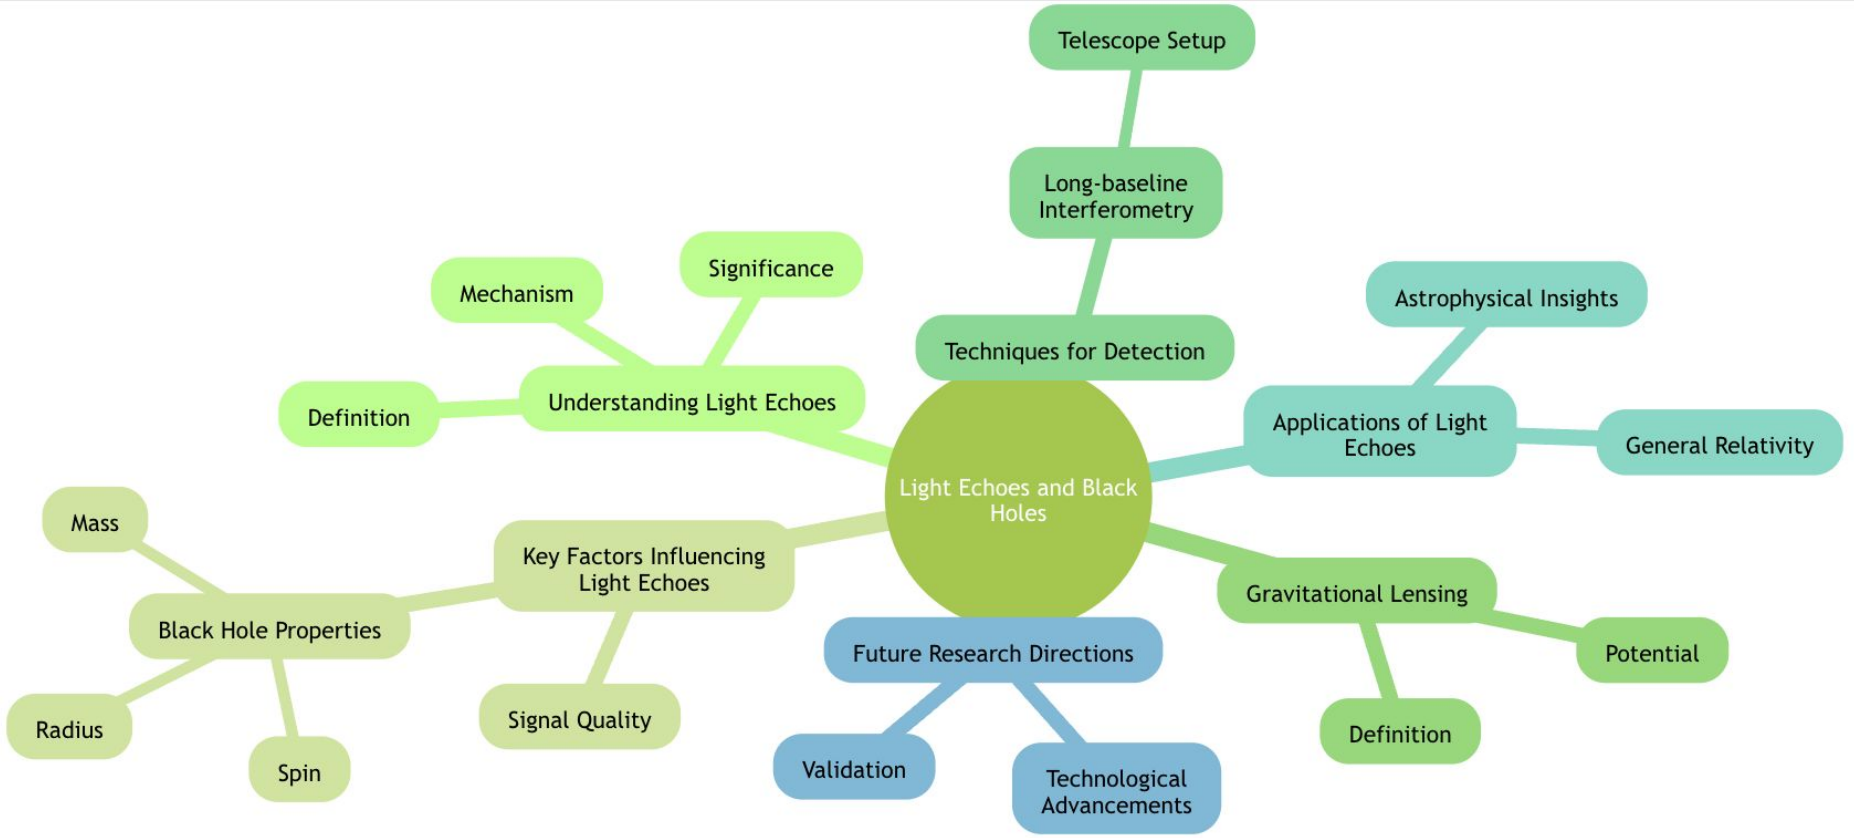 Telescope Setup
Long-baseline
Interferometry
Significance
Mechanism
Astrophysical Insights
Techniques for Detection
Understanding Light Echoes
Definition
Applications of Light
Echoes
General Relativity
Light Echoes and Black
Holes
Mass
Key Factors Influencing
Light Echoes
Gravitational Lensing
Black Hole Properties
Future Research Directions
Potential
Signal Quality
Radius
Definition
Spin
Validation
Technological
Advancements